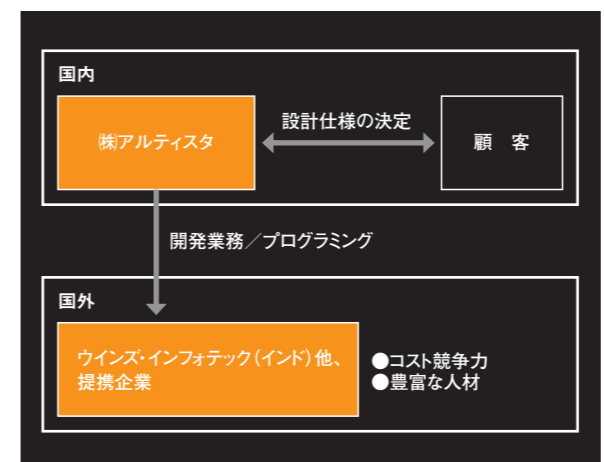 国内
㈱アルティスタ
設計仕様の決定
顧 客
開発業務／プログラミング
国外
ウインズ・インフォテック（インド）他、
提携企業
●コスト競争力
●豊富な人材